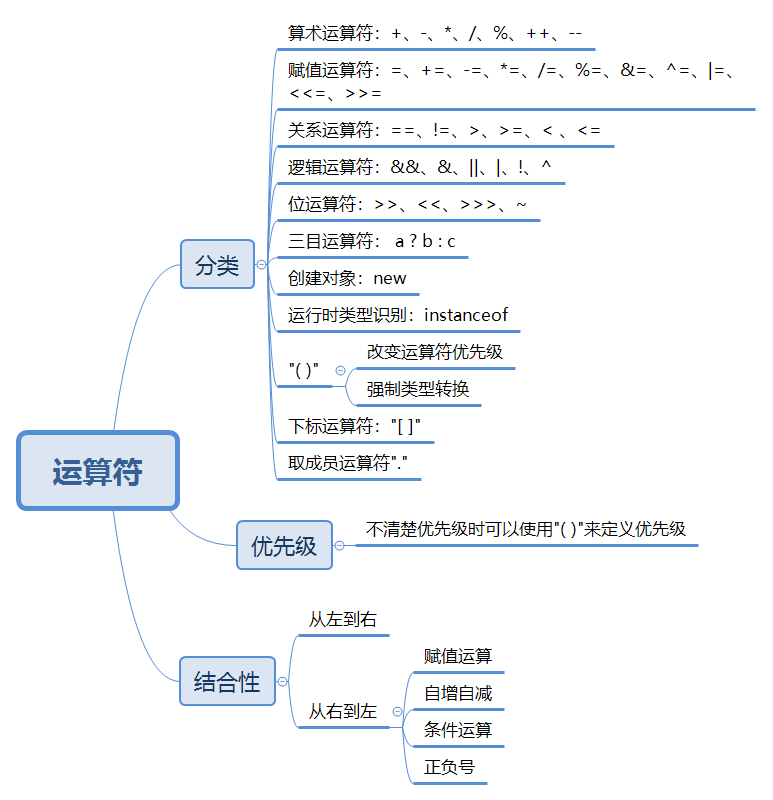 运算符
分类
算术运算符：+、-、*、/、%、++、--
赋值运算符：=、+=、-=、*=、/=、%=、&=、^=、|=、
<<=、>>=
关系运算符：==、!=、>、>=、< 、<=
逻辑运算符：&&、&、||、|、!、^
位运算符：>>、<<、>>>、~
三目运算符： a ? b : c
创建对象：new
运行时类型识别：instanceof
"( )"
改变运算符优先级
强制类型转换
下标运算符："[ ]"
取成员运算符"."
优先级
不清楚优先级时可以使用"( )"来定义优先级
结合性
从左到右
从右到左
赋值运算
自增自减
条件运算
正负号